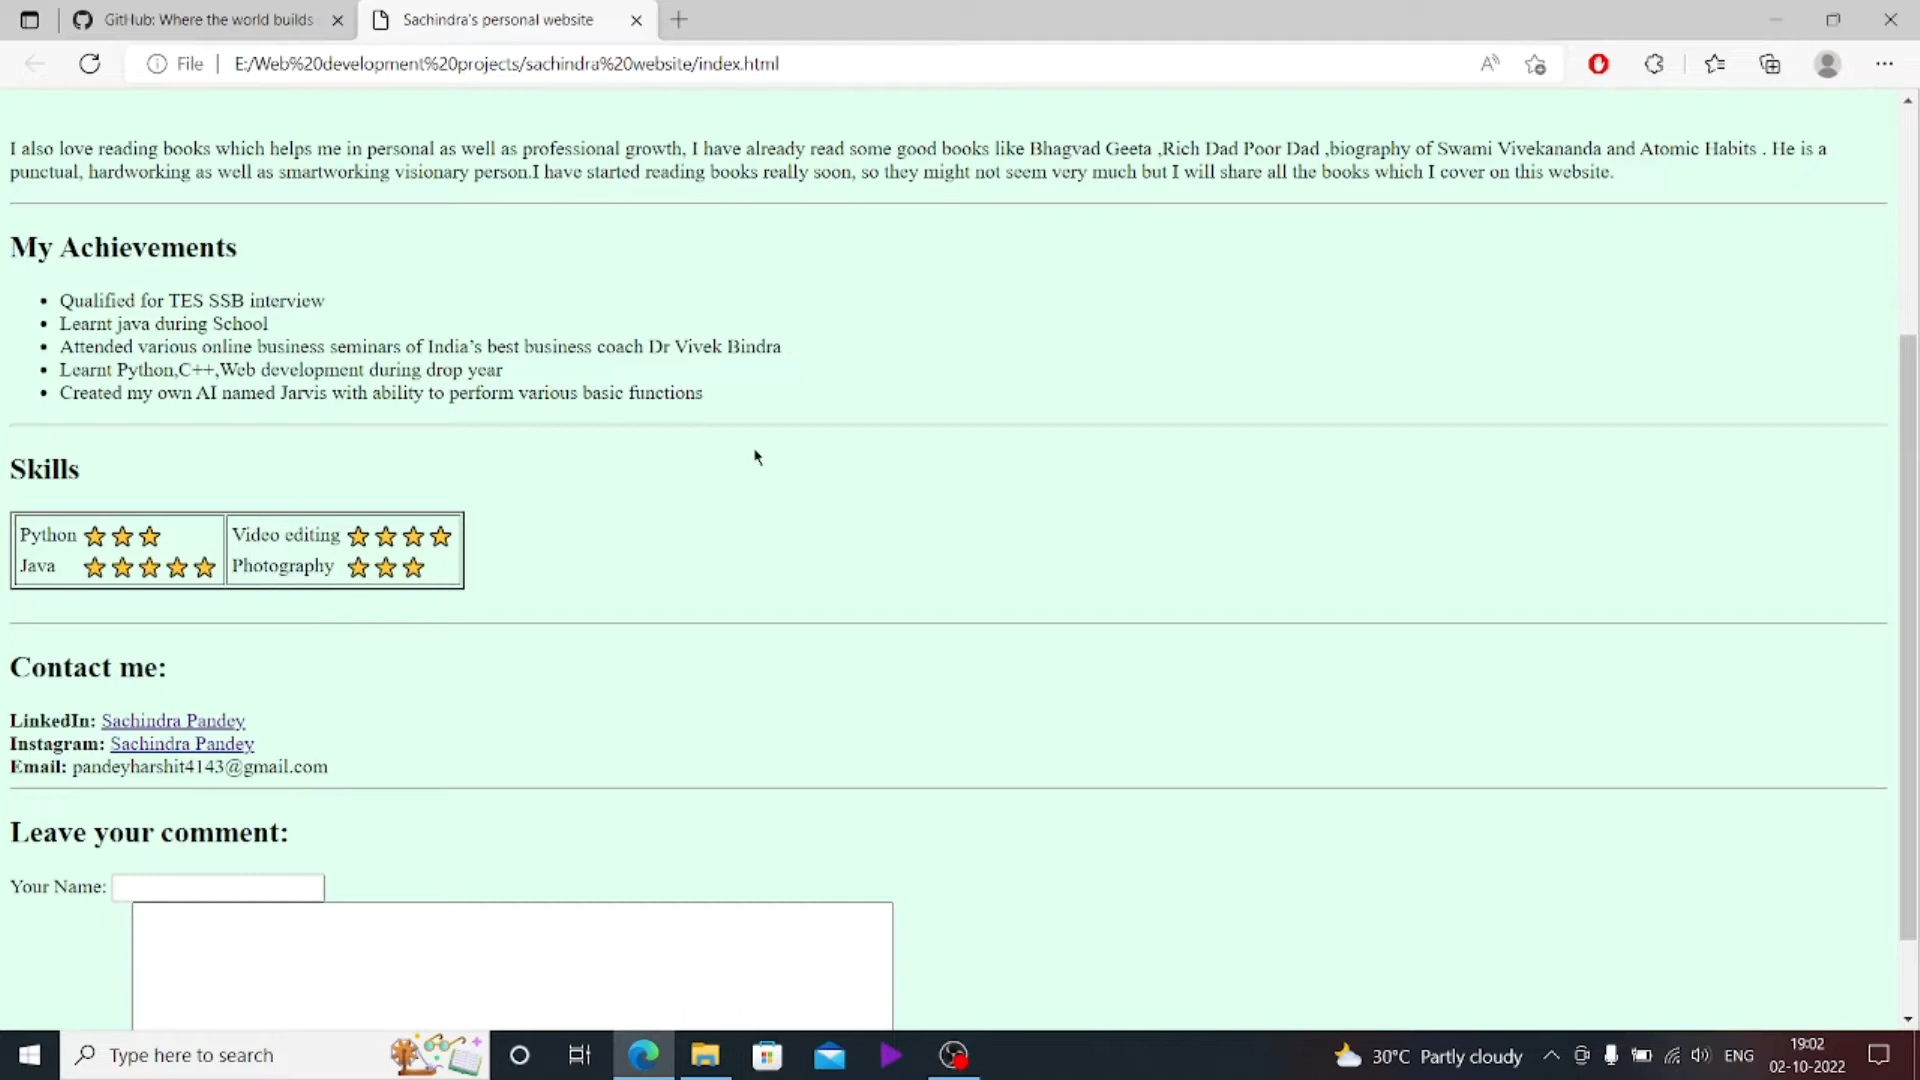 GitHub: Where the world builds
Sachindra's personal website
File
E:/Web%20development%20projects/sachindra%20website/index.html
I also love reading books which helps me in personal as well as professional growth, I have already read some good books like Bhagvad Geeta ,Rich Dad Poor Dad ,biography of Swami Vivekananda and Atomic Habits . He is a
punctual, hardworking as well as smartworking visionary person.I have started reading books really soon, so they might not seem very much but I will share all the books which I cover on this website.
My Achievements
• Qualified for TES SSB interview
• Learnt java during School
• Attended various online business seminars of India’s best business coach Dr Vivek Bindra
• Learnt Python,C++,Web development during drop year
• Created my own AI named Jarvis with ability to perform various basic functions
Skills
Python Video editing
Java Photography
Contact me:
LinkedIn: Sachindra Pandey
Instagram: Sachindra Pandey
Email: pandeyharshit4143@gmail.com
Leave your comment:
Your Name:
Type here to search
30°C Partly cloudy
ENG
19:02
02-10-2022